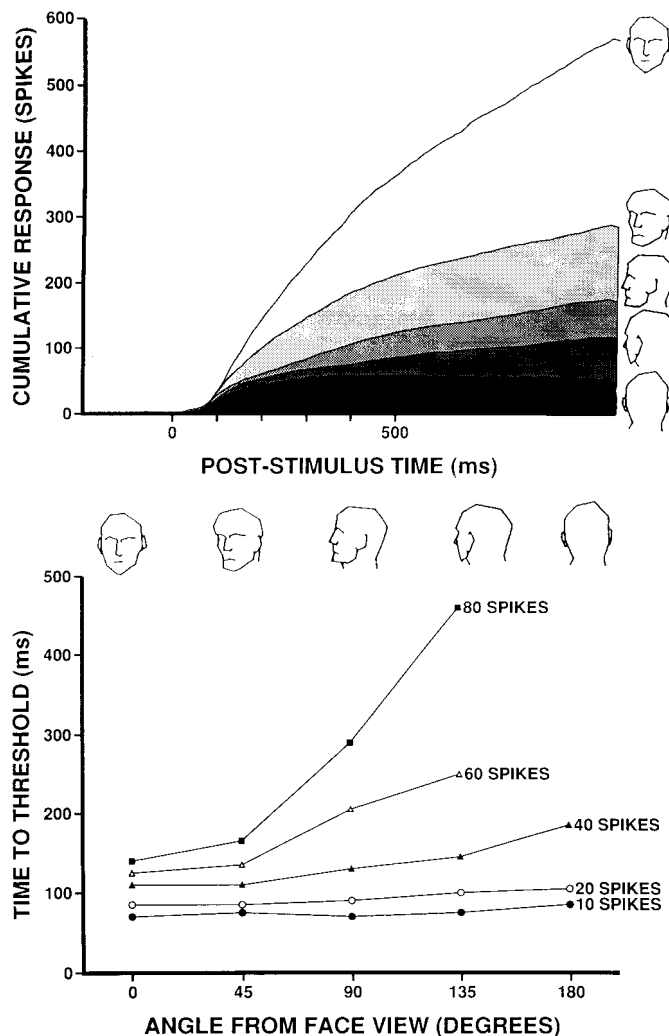 600
500
400
300
200
100
0
CUMULATIVE RESPONSE (SPIKES)
0
500
POST-STIMULUS TIME (ms)
500
400
300
200
100
0
TIME TO THRESHOLD (ms)
80 SPIKES
60 SPIKES
40 SPIKES
20 SPIKES
10 SPIKES
0
45
90
135
180
ANGLE FROM FACE VIEW (DEGREES)